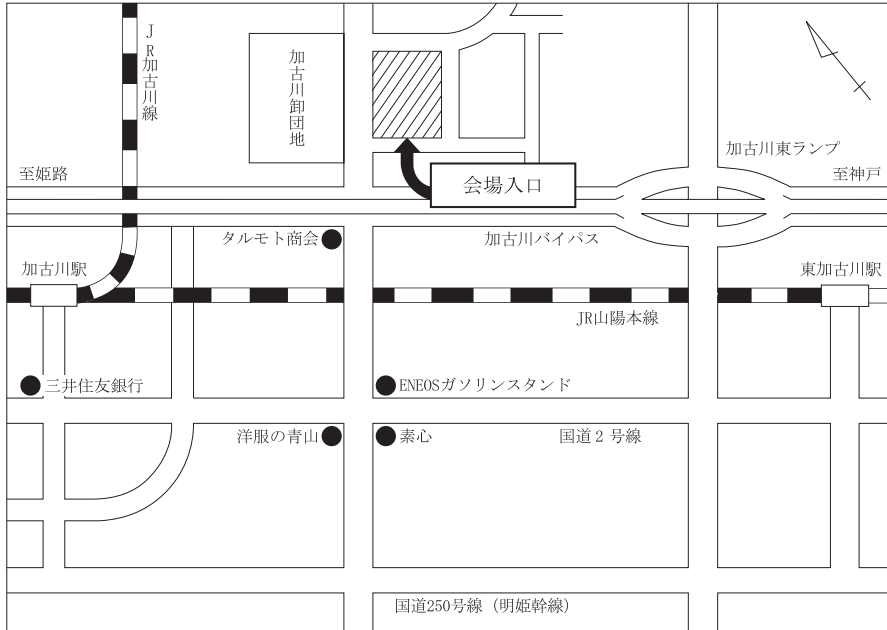 JR加古川線
加古川卸団地
加古川東ランプ
至姫路
至神戸
会場入口
タルモト商会
加古川バイパス
加古川駅
東加古川駅
JR山陽本線
三井住友銀行
ENEOSガソリンスタンド
洋服の青山
素心
国道2号線
国道250号線（明姫幹線）